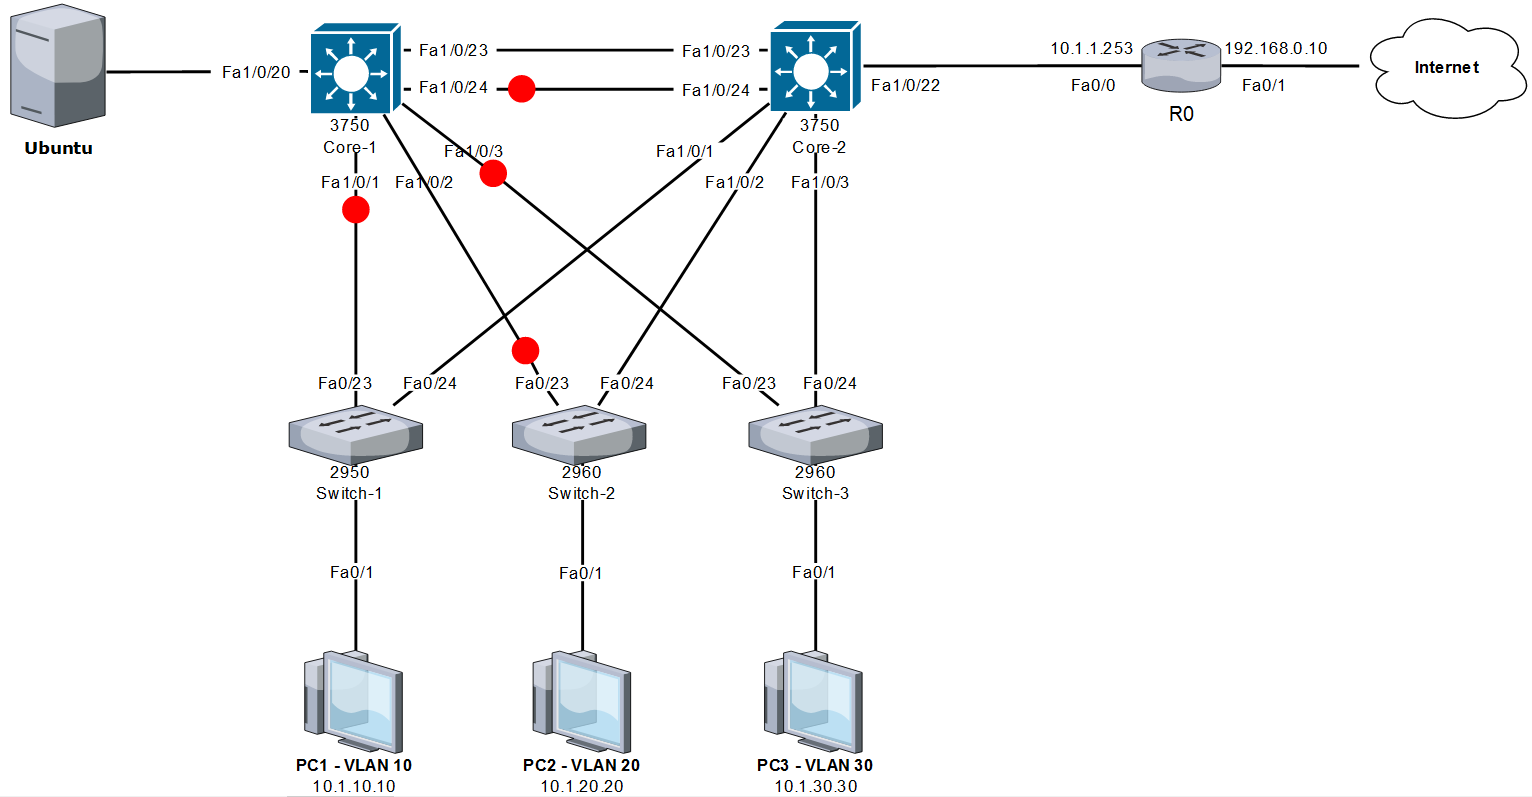 Fa1/0/23
Fa1/0/23
10.1.1.253
192.168.0.10
Internet
Fa1/0/20
Fa1/0/24
Fa1/0/24
Fa1/0/22
Fa0/0
Fa0/1
R0
Ubuntu
3750
Core-1
3750
Core-2
Fa1/0/3
Fa1/0/1
Fa1/0/1
Fa1/0/2
Fa1/0/2
Fa1/0/3
Fa0/23
Fa0/24
Fa0/23
Fa0/24
Fa0/23
Fa0/24
2950
Switch-1
2960
Switch-2
2960
Switch-3
Fa0/1
Fa0/1
Fa0/1
PC1 - VLAN 10
10.1.10.10
PC2 - VLAN 20
10.1.20.20
PC3 - VLAN 30
10.1.30.30